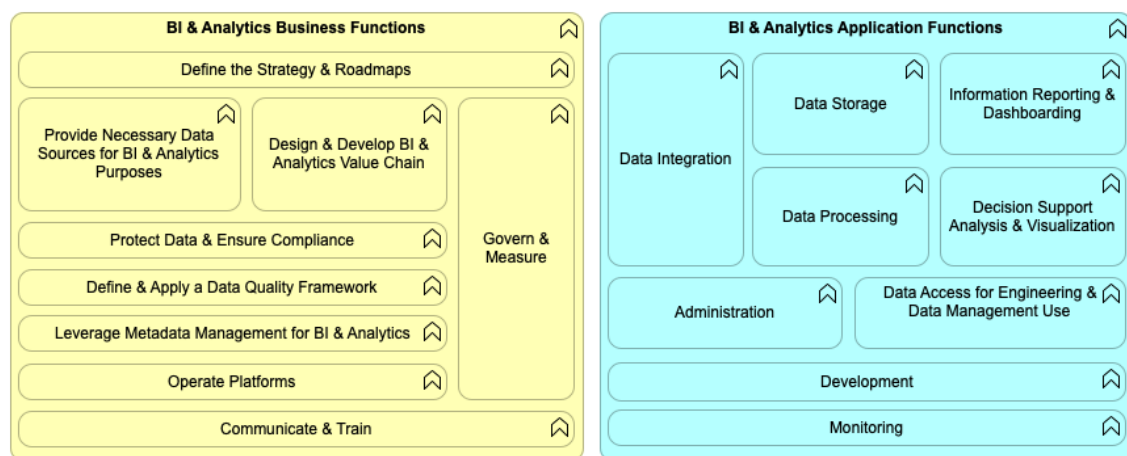 BI & Analytics Business Functions
Define the Strategy & Roadmaps
Provide Necessary Data
Sources for BI & Analytics
Purposes
Design & Develop BI &
Analytics Value Chain
Govern &
Measure
Protect Data & Ensure Compliance
Define & Apply a Data Quality Framework
Leverage Metadata Management for BI & Analytics
Operate Platforms
Communicate & Train
BI & Analytics Application Functions
Data Integration
Data Storage
Information Reporting &
Dashboarding
Data Processing
Decision Support
Analysis & Visualization
Administration
Data Access for Engineering &
Data Management Use
Development
Monitoring